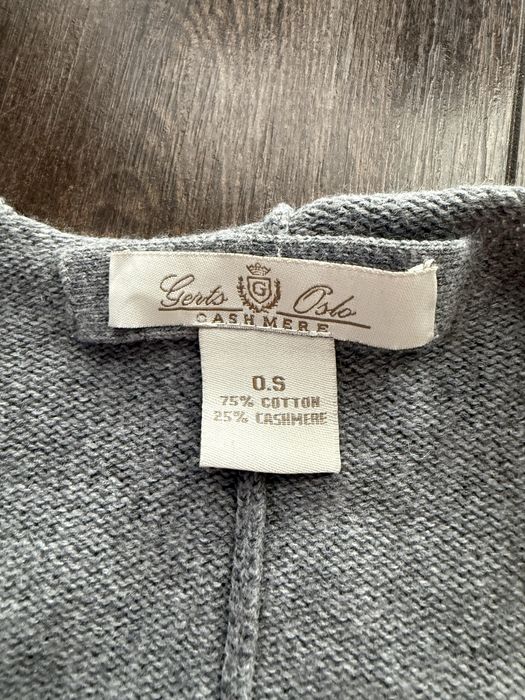 Gerts G Oslo
CASHMERE
O.S
75% COTTON
25% CASHMERE